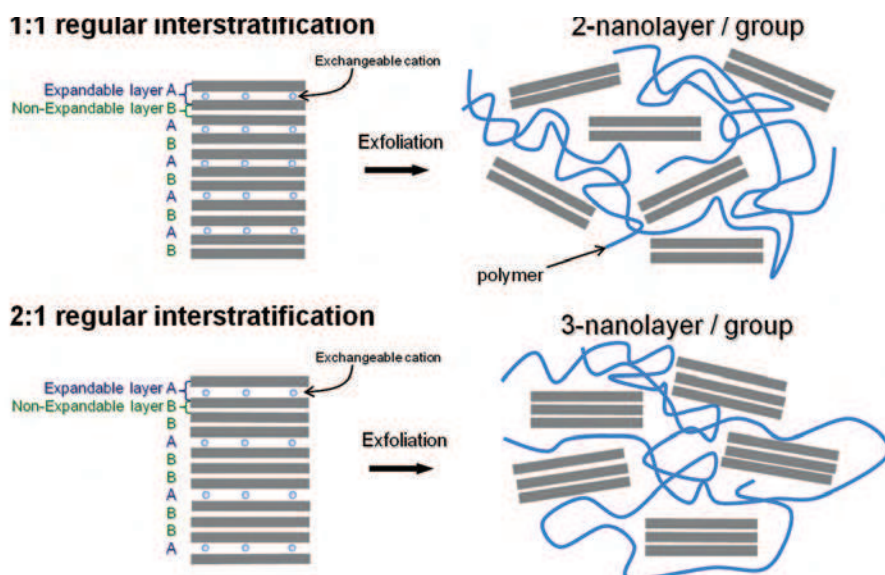 1:1 regular interstratification
2-nanolayer / group
Exchangeable cation
Expandable layer A
Non-Expandable layer B
A
B
A
B
A
B
A
B
Exfoliation
polymer
2:1 regular interstratification
3-nanolayer / group
Exchangeable cation
Expandable layer A
Non-Expandable layer B
B
A
B
B
A
B
B
A
Exfoliation